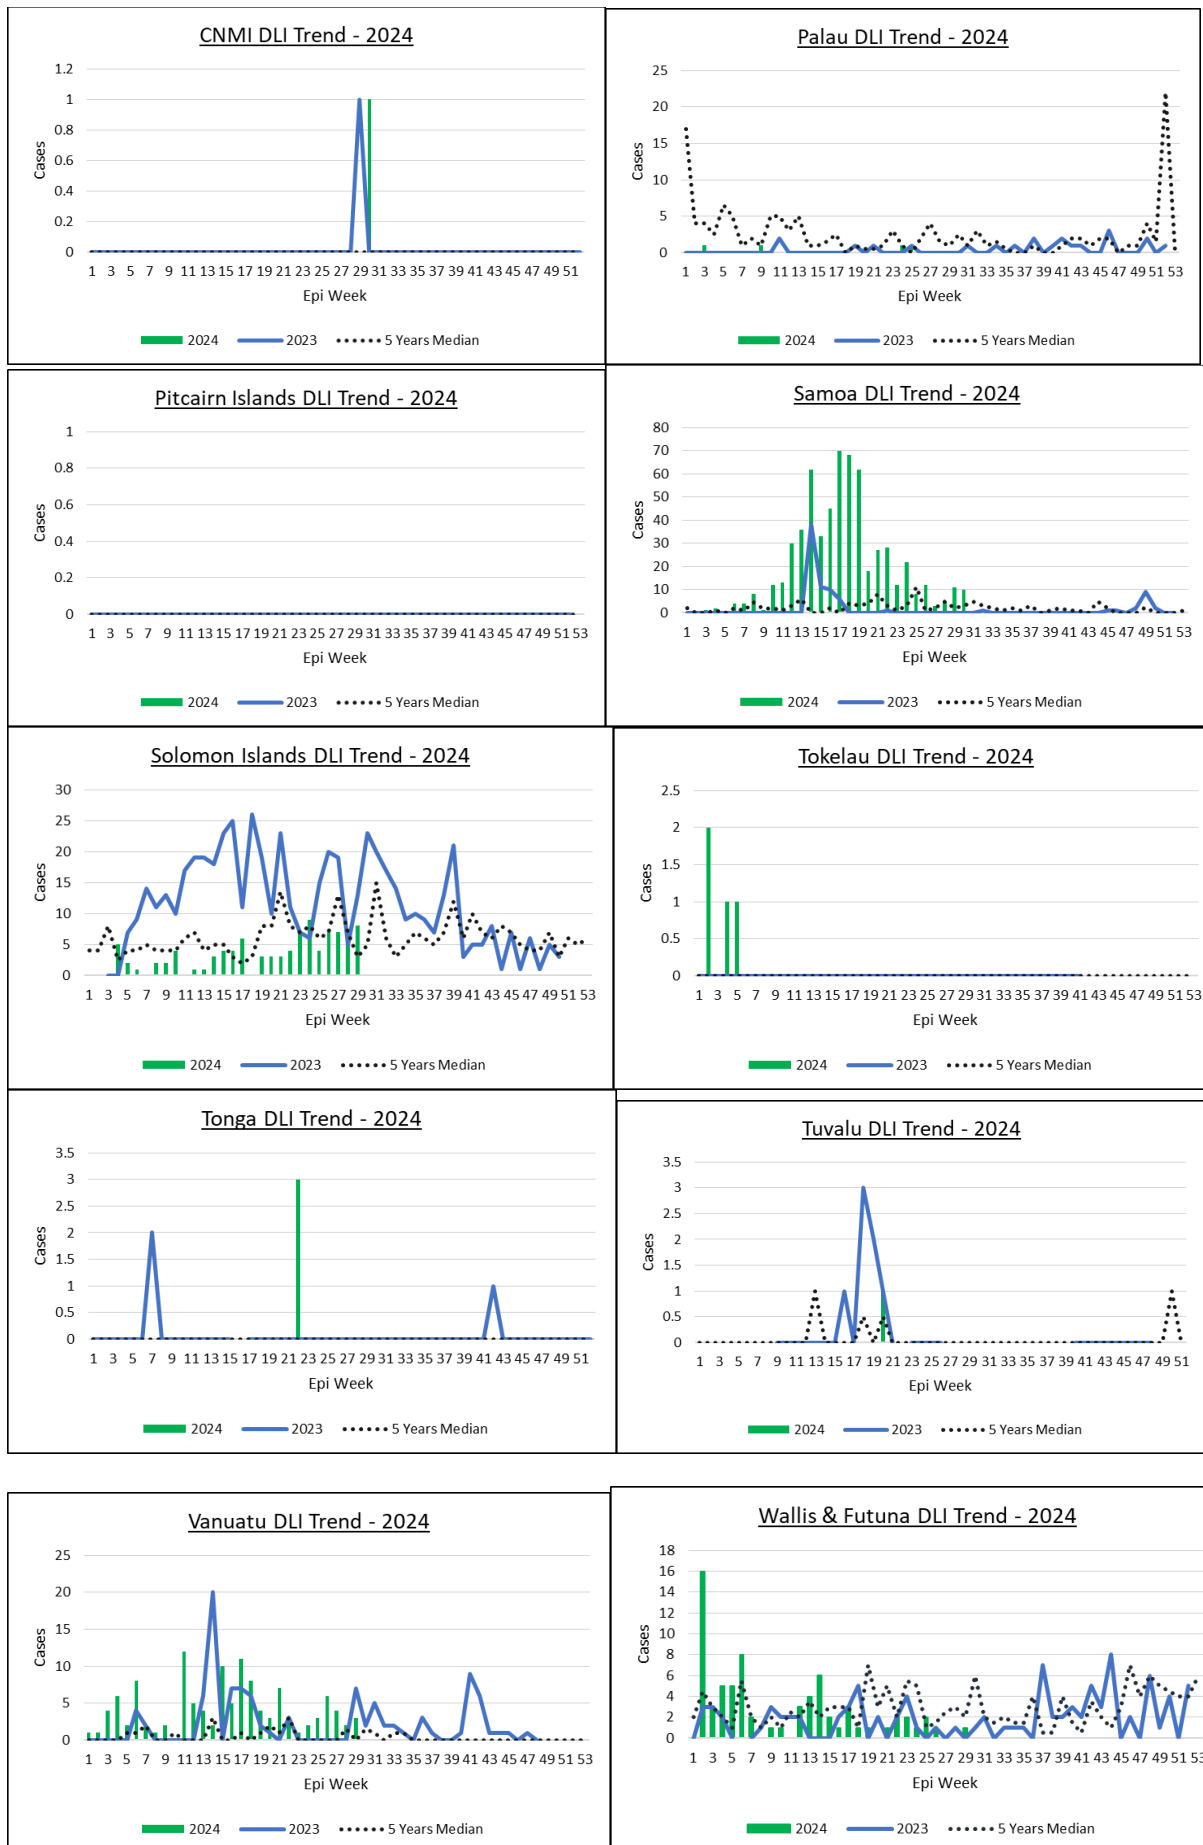 CNMI DLI Trend - 2024
1.2
1
0.8
0.6
0.4
0.2
0
Cases
1 3 5 7 9 11 13 15 17 19 21 23 25 27 29 31 33 35 37 39 41 43 45 47 49 51
Epi Week
2024 2023 5 Years Median
Palau DLI Trend - 2024
25
20
15
10
5
0
Cases
1 3 5 7 9 11 13 15 17 19 21 23 25 27 29 31 33 35 37 39 41 43 45 47 49 51 53
Epi Week
2024 2023 5 Years Median
Pitcairn Islands DLI Trend - 2024
1
0.8
0.6
0.4
0.2
0
Cases
1 3 5 7 9 11 13 15 17 19 21 23 25 27 29 31 33 35 37 39 41 43 45 47 49 51 53
Epi Week
2024 2023 5 Years Median
Samoa DLI Trend - 2024
80
70
60
50
40
30
20
10
0
Cases
1 3 5 7 9 11 13 15 17 19 21 23 25 27 29 31 33 35 37 39 41 43 45 47 49 51 53
Epi Week
2024 2023 5 Years Median
Solomon Islands DLI Trend - 2024
30
25
20
15
10
5
0
Cases
1 3 5 7 9 11 13 15 17 19 21 23 25 27 29 31 33 35 37 39 41 43 45 47 49 51 53
Epi Week
2024 2023 5 Years Median
Tokelau DLI Trend - 2024
2.5
2
1.5
1
0.5
0
Cases
1 3 5 7 9 11 13 15 17 19 21 23 25 27 29 31 33 35 37 39 41 43 45 47 49 51 53
Epi Week
2024 2023 5 Years Median
Tonga DLI Trend - 2024
3.5
3
2.5
2
1.5
1
0.5
0
Cases
1 3 5 7 9 11 13 15 17 19 21 23 25 27 29 31 33 35 37 39 41 43 45 47 49 51
Epi Week
2024 2023 5 Years Median
Tuvalu DLI Trend - 2024
3.5
3
2.5
2
1.5
1
0.5
0
Cases
1 3 5 7 9 11 13 15 17 19 21 23 25 27 29 31 33 35 37 39 41 43 45 47 49 51
Epi Week
2024 2023 5 Years Median
Vanuatu DLI Trend - 2024
25
20
15
10
5
0
Cases
1 3 5 7 9 11 13 15 17 19 21 23 25 27 29 31 33 35 37 39 41 43 45 47 49 51 53
Epi Week
2024 2023 5 Years Median
Wallis & Futuna DLI Trend - 2024
18
16
14
12
10
8
6
4
2
0
Cases
1 3 5 7 9 11 13 15 17 19 21 23 25 27 29 31 33 35 37 39 41 43 45 47 49 51 53
Epi Week
2024 2023 5 Years Median